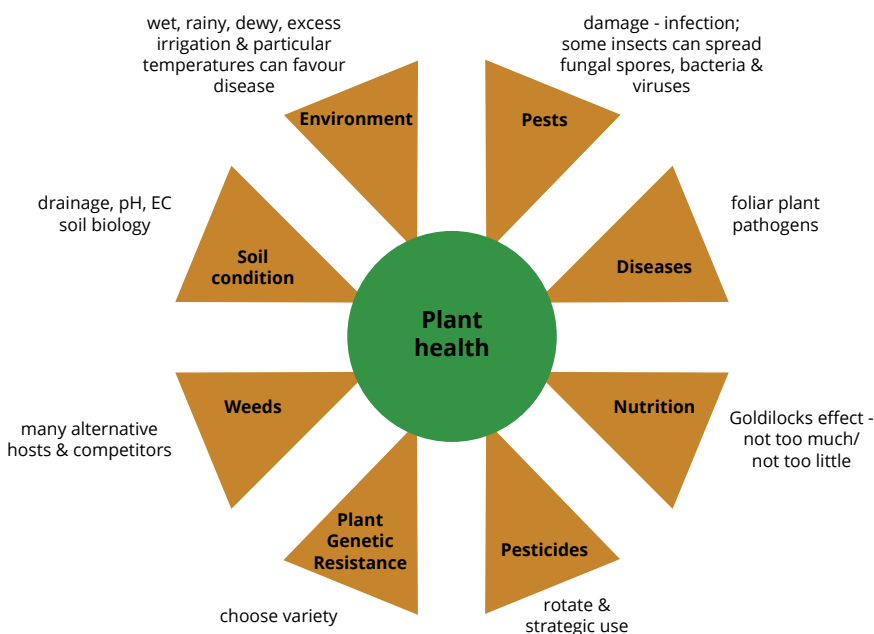 wet, rainy, dewy, excess
irrigation & particular
temperatures can favour
disease
damage - infection;
some insects can spread
fungal spores, bacteria &
viruses
Environment
Pests
drainage, pH, EC
soil biology
foliar plant
pathogens
Soil
condition
Diseases
Plant
health
Weeds
Nutrition
many alternative
hosts & competitors
Goldilocks effect -
not too much/
not too little
Plant
Genetic
Resistance
Pesticides
choose variety
rotate &
strategic use